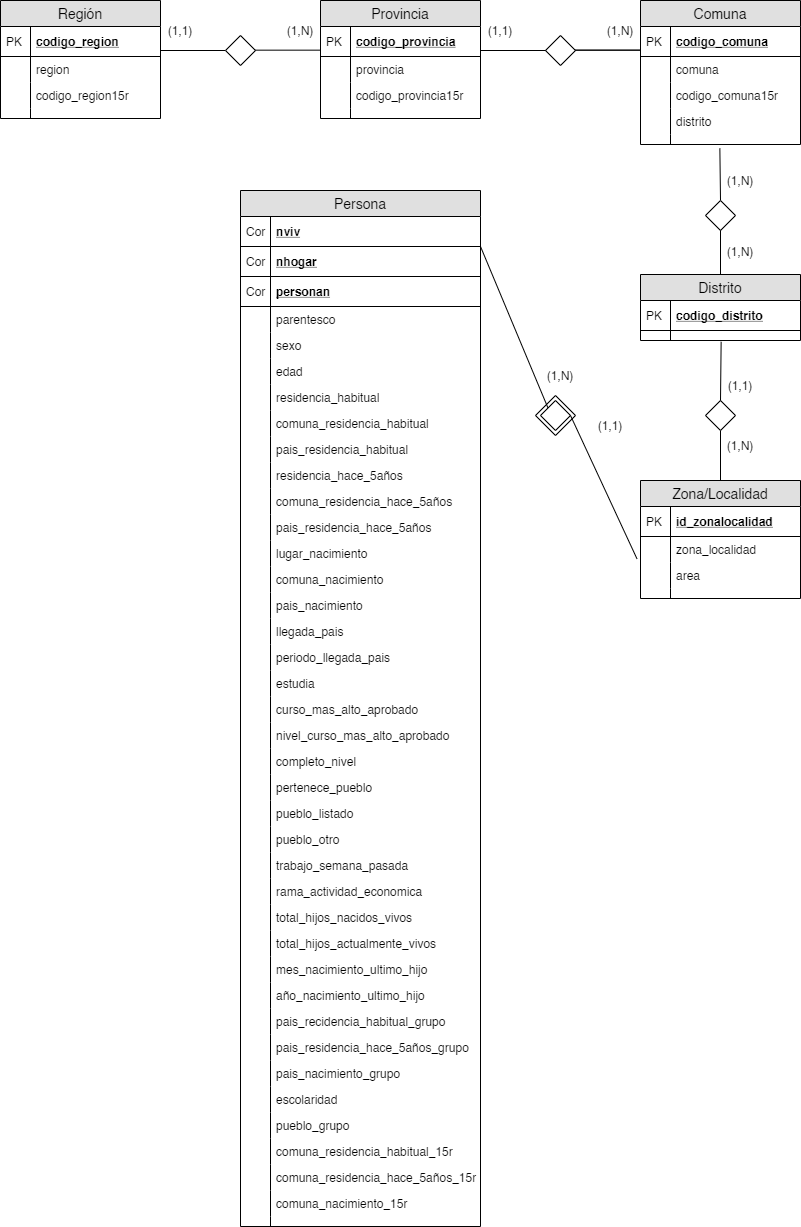 Región
PK codigo_region
region
codigo_region15r
(1,1)
(1,N)
Provincia
PK codigo_provincia
provincia
codigo_provincia15r
(1,1)
(1,N)
Comuna
PK codigo_comuna
comuna
codigo_comuna15r
distrito
(1,N)
(1,N)
Distrito
PK codigo_distrito
(1,1)
(1,N)
Zona/Localidad
PK id_zonalocalidad
zona_localidad
area
(1,N)
(1,1)
Persona
Cor nviv
Cor nhogar
Cor personan
parentesco
sexo
edad
residencia_habitual
comuna_residencia_habitual
pais_residencia_habitual
residencia_hace_5años
comuna_residencia_hace_5años
pais_residencia_hace_5años
lugar_nacimiento
comuna_nacimiento
pais_nacimiento
llegada_pais
periodo_llegada_pais
estudia
curso_mas_alto_aprobado
nivel_curso_mas_alto_aprobado
completo_nivel
pertenece_pueblo
pueblo_listado
pueblo_otro
trabajo_semana_pasada
rama_actividad_economica
total_hijos_nacidos_vivos
total_hijos_actualmente_vivos
mes_nacimiento_ultimo_hijo
año_nacimiento_ultimo_hijo
pais_recidencia_habitual_grupo
pais_residencia_hace_5años_grupo
pais_nacimiento_grupo
escolaridad
pueblo_grupo
comuna_residencia_habitual_15r
comuna_residencia_hace_5años_15r
comuna_nacimiento_15r